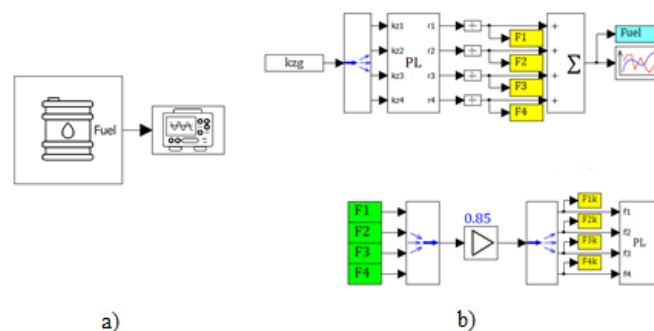 Fuel
a)
kzg
kz1
kz2
kz3
kz4
PL
r1
r2
r3
r4
F1
F2
F3
F4
+
+
+
+
Σ
Fuel
F1
F2
F3
F4
0.85
F1k
F2k
F3k
F4k
f1
f2
f3
f4
PL
b)